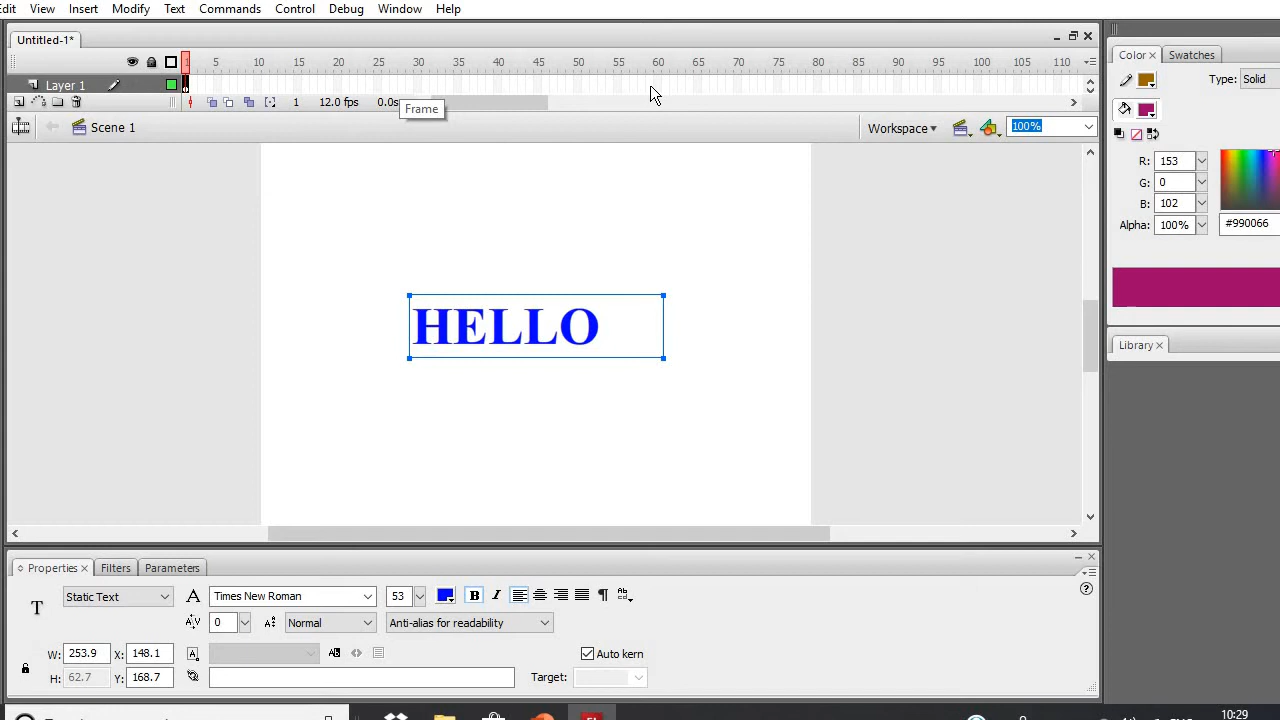 dit View Insert Modify Text Commands Control Debug Window Help
Untitled-1*
1 5 10 15 20 25 30 35 40 45 50 55 60 65 70 75 80 85 90 95 100 105 110
Layer 1
1 12.0 fps 0.0s
Frame
Scene 1
Workspace 100%
Color Swatches
Type: Solid
R: 153
G: 0
B: 102
Alpha: 100% #990066
Library
HELLO
Properties Filters Parameters
T Static Text A Times New Roman 53 B I
0 Normal Anti-alias for readability
W: 253.9 X: 148.1 Auto kern
H: 62.7 Y: 168.7 Target:
10:29